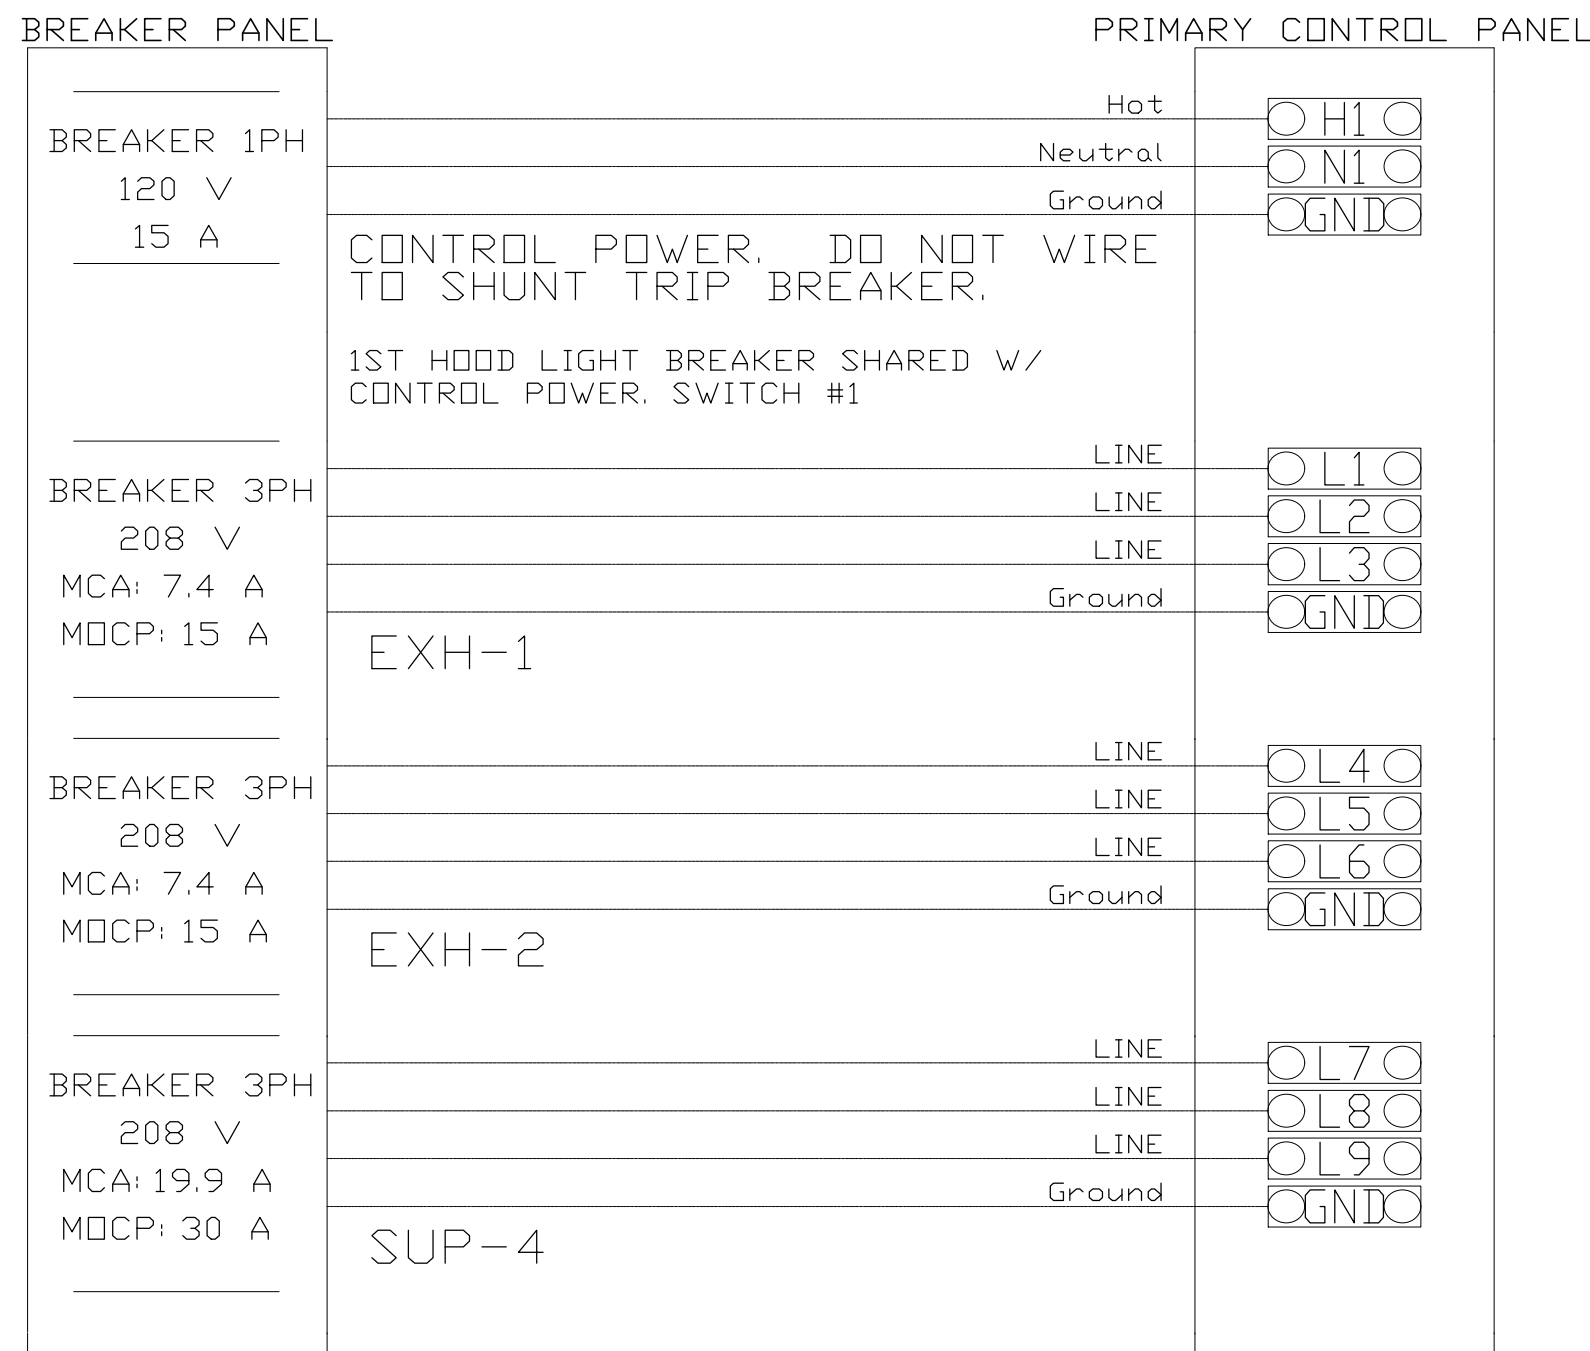 BREAKER PANEL
PRIMARY CONTROL PANEL
BREAKER 1PH
120 V
15 A
Hot
H1
Neutral
N1
Ground
GND
CONTROL POWER. DO NOT WIRE
TO SHUNT TRIP BREAKER.
1ST HOOD LIGHT BREAKER SHARED W/
CONTROL POWER. SWITCH #1
BREAKER 3PH
208 V
MCA: 7.4 A
MOCP: 15 A
LINE
L1
LINE
L2
LINE
L3
Ground
GND
EXH-1
BREAKER 3PH
208 V
MCA: 7.4 A
MOCP: 15 A
LINE
L4
LINE
L5
LINE
L6
Ground
GND
EXH-2
BREAKER 3PH
208 V
MCA: 19.9 A
MOCP: 30 A
LINE
L7
LINE
L8
LINE
L9
Ground
GND
SUP-4